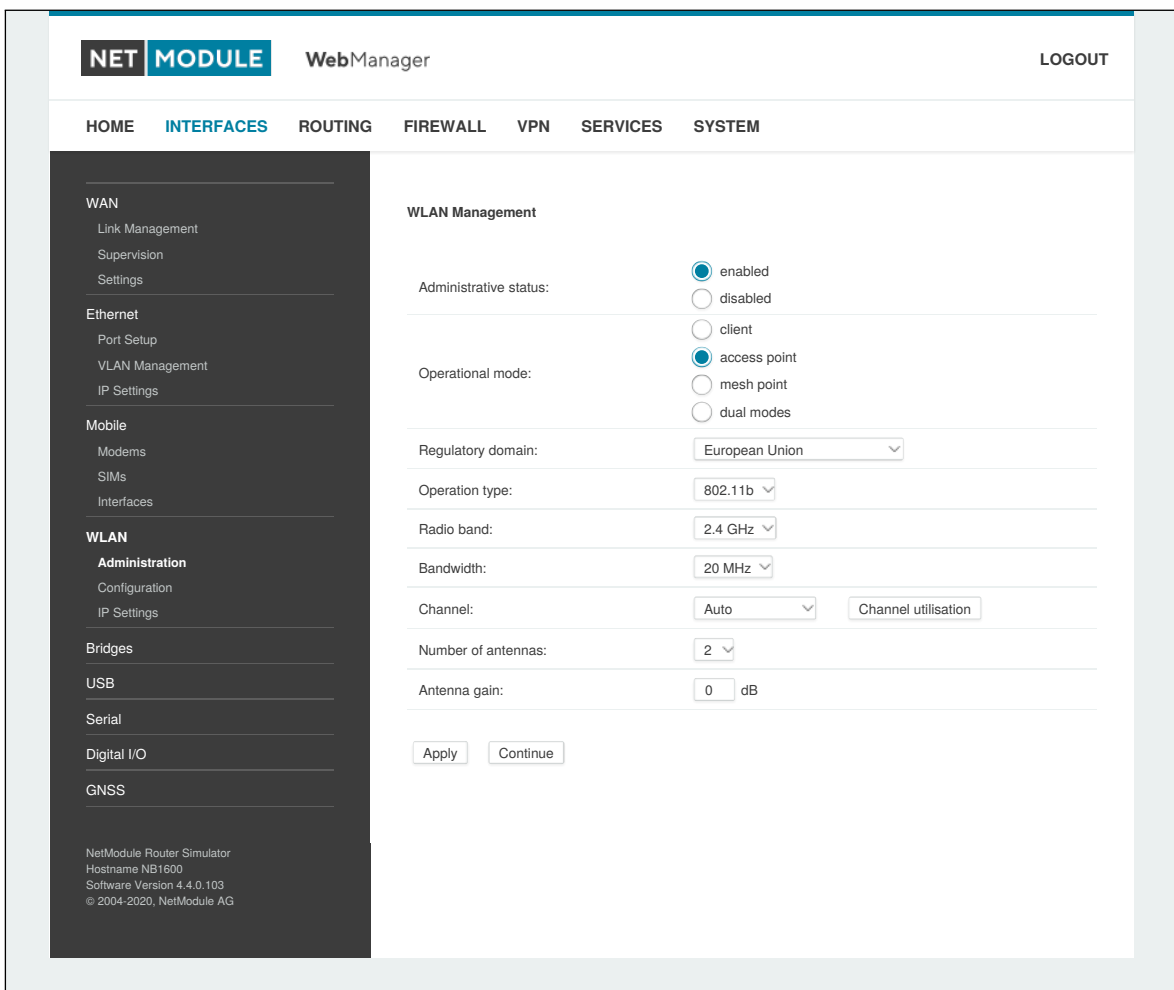 NET MODULE WebManager LOGOUT
HOME INTERFACES ROUTING FIREWALL VPN SERVICES SYSTEM
WAN
Link Management
Supervision
Settings
Ethernet
Port Setup
VLAN Management
IP Settings
Mobile
Modems
SIMs
Interfaces
WLAN
Administration
Configuration
IP Settings
Bridges
USB
Serial
Digital I/O
GNSS
NetModule Router Simulator
Hostname NB1600
Software Version 4.4.0.103
© 2004-2020, NetModule AG
WLAN Management
Administrative status:
enabled
disabled
Operational mode:
client
access point
mesh point
dual modes
Regulatory domain: European Union
Operation type: 802.11b
Radio band: 2.4 GHz
Bandwidth: 20 MHz
Channel: Auto Channel utilisation
Number of antennas: 2
Antenna gain: 0 dB
Apply Continue